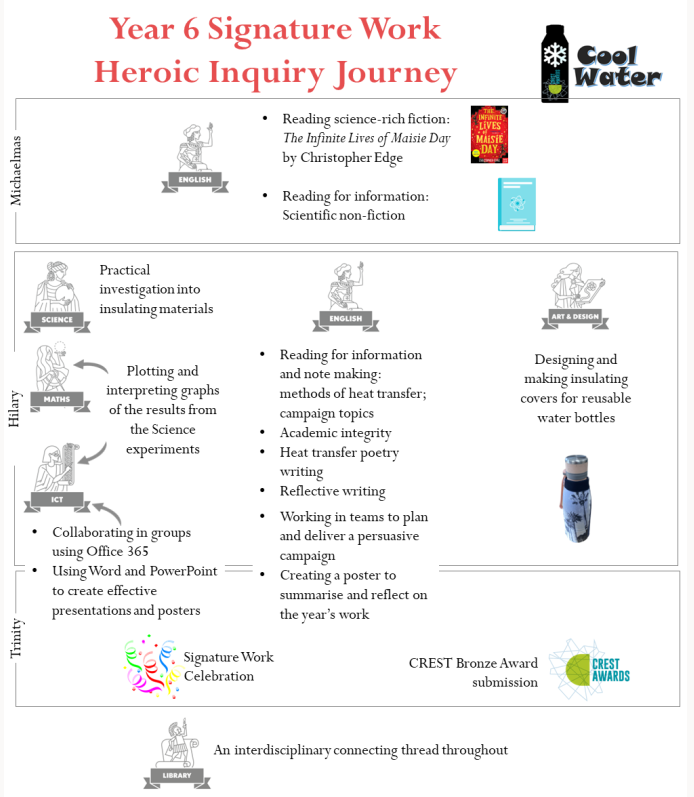 Year 6 Signature Work
Heroic Inquiry Journey
Cool
Water
Michaelmas
ENGLISH
• Reading science-rich fiction:
The Infinite Lives of Maisie Day
by Christopher Edge
THE
INFINITE
LIVES
of
MAISIE
DAY
• Reading for information:
Scientific non-fiction
Hilary
SCIENCE
Practical
investigation into
insulating materials
MATHS
Plotting and
interpreting graphs
of the results from
the Science
experiments
ICT
• Collaborating in groups
using Office 365
• Using Word and PowerPoint
to create effective
presentations and posters
ENGLISH
• Reading for information
and note making:
methods of heat transfer;
campaign topics
• Academic integrity
• Heat transfer poetry
writing
• Reflective writing
• Working in teams to plan
and deliver a persuasive
campaign
• Creating a poster to
summarise and reflect on
the year's work
ART & DESIGN
Designing and
making insulating
covers for reusable
water bottles
Trinity
Signature Work
Celebration
CREST Bronze Award
submission
CREST
AWARDS
LIBRARY
An interdisciplinary connecting thread throughout